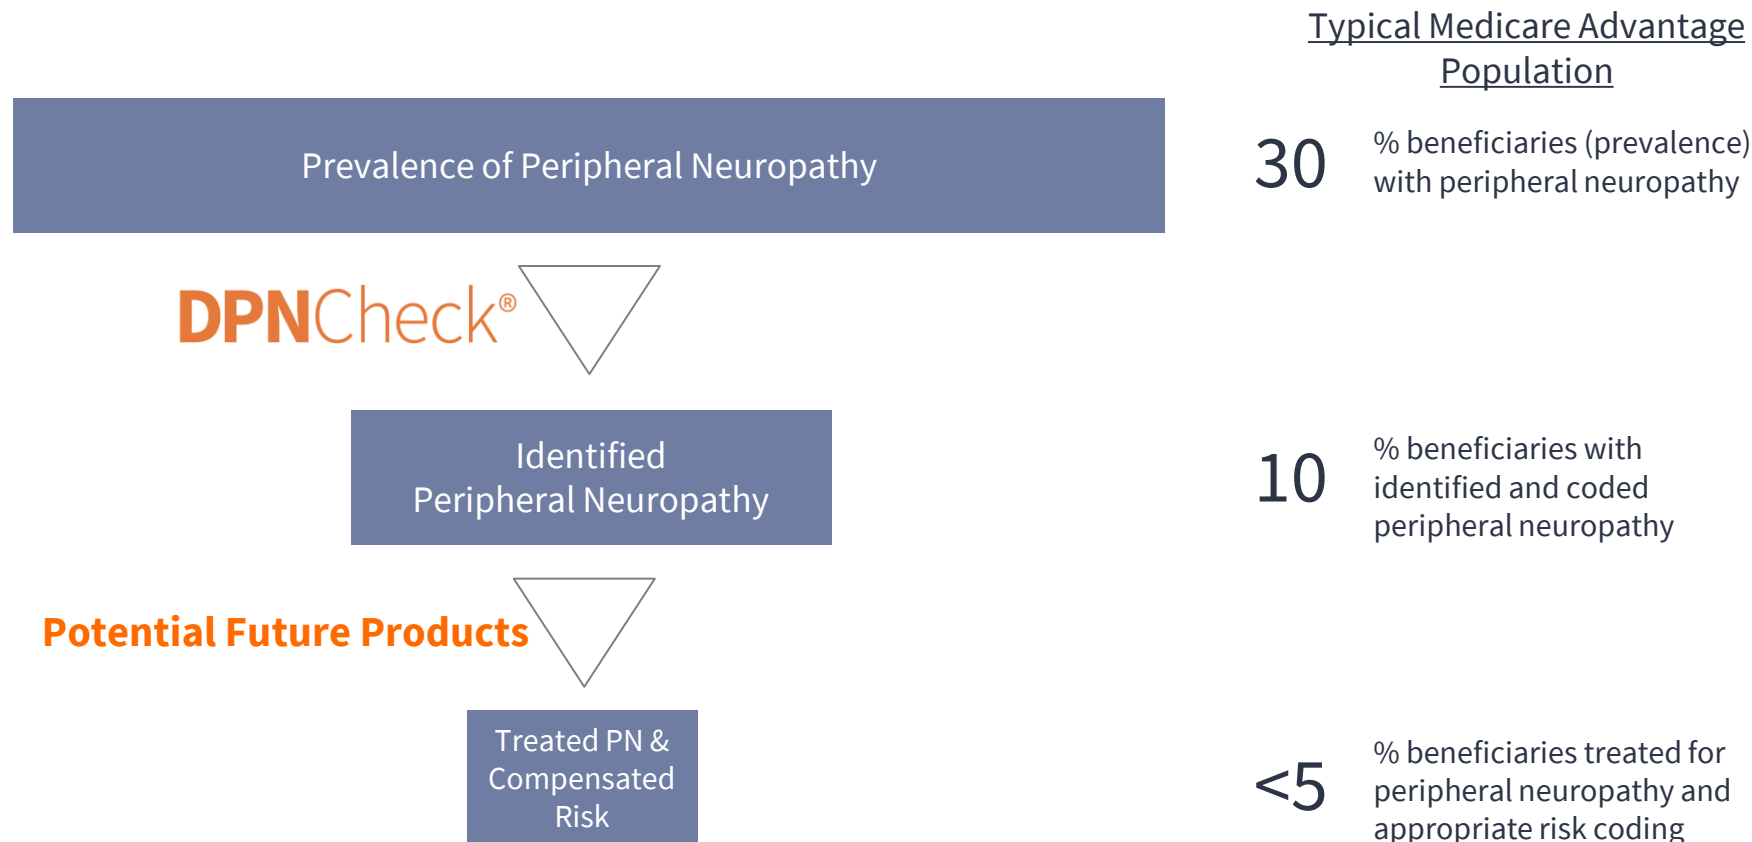 Typical Medicare Advantage
Population
Prevalence of Peripheral Neuropathy
30
% beneficiaries (prevalence)
with peripheral neuropathy
DPNCheck®
Identified
Peripheral Neuropathy
10
% beneficiaries with
identified and coded
peripheral neuropathy
Potential Future Products
Treated PN &
Compensated
Risk
<5
% beneficiaries treated for
peripheral neuropathy and
appropriate risk coding